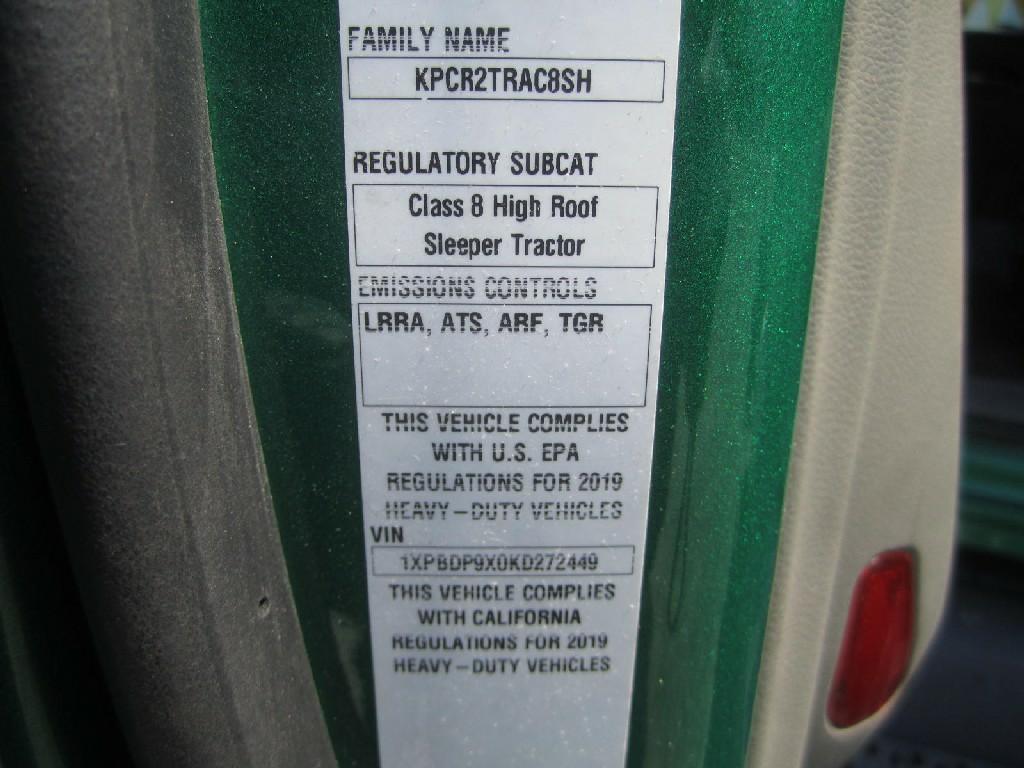 FAMILY NAME
KPCR2TRAC8SH
REGULATORY SUBCAT
Class 8 High Roof
Sleeper Tractor
EMISSIONS CONTROLS
LRRA, ATS, ARF, TGR
THIS VEHICLE COMPLIES
WITH U.S. EPA
REGULATIONS FOR 2019
HEAVY-DUTY VEHICLES
VIN
1XPBDP9X0KD272449
THIS VEHICLE COMPLIES
WITH CALIFORNIA
REGULATIONS FOR 2019
HEAVY-DUTY VEHICLES